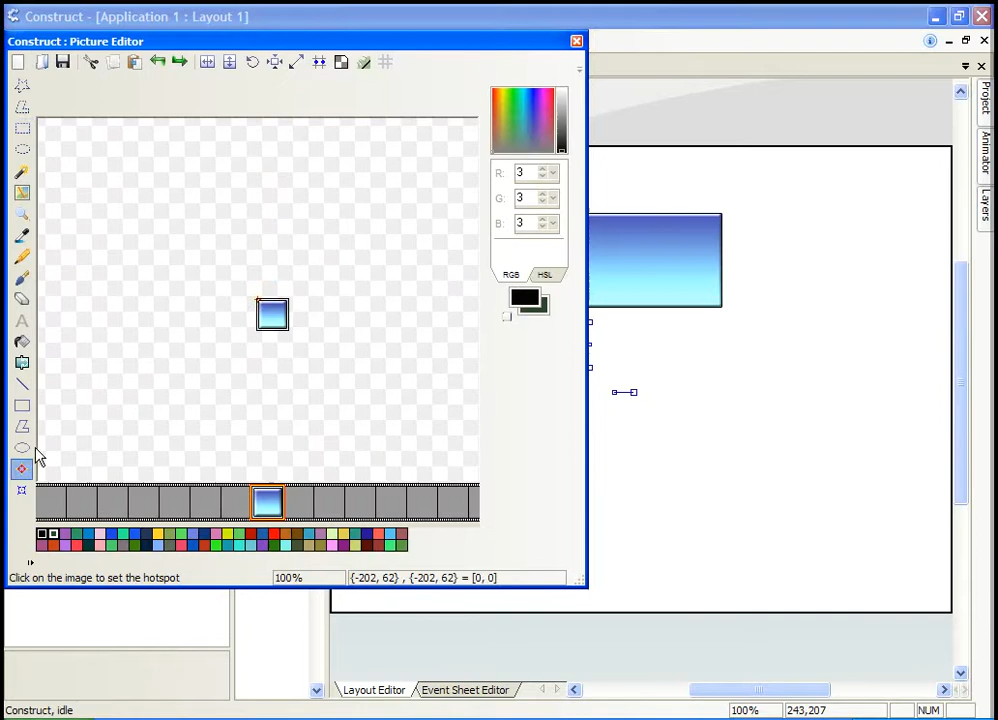 Construct - [Application 1 : Layout 1]
Construct : Picture Editor
R: 3
G: 3
B: 3
RGB HSL
Project
Animator
Layers
Click on the image to set the hotspot 100% {-202, 62} , {-202, 62} = [0, 0]
Layout Editor Event Sheet Editor
Construct, idle 100% 243,207 NUM